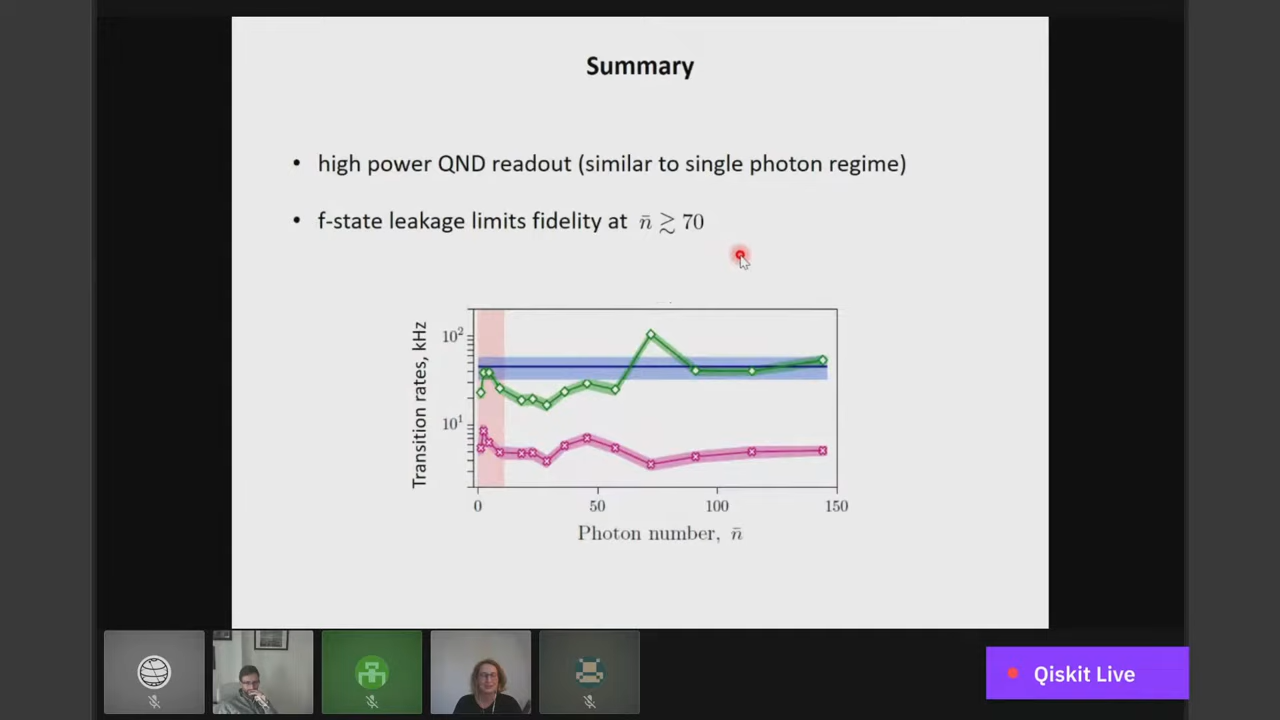 Summary
• high power QND readout (similar to single photon regime)
• f-state leakage limits fidelity at n̄ ≳ 70
Transition rates, kHz
10²
10¹
0 50 100 150
Photon number, n̄
Qiskit Live